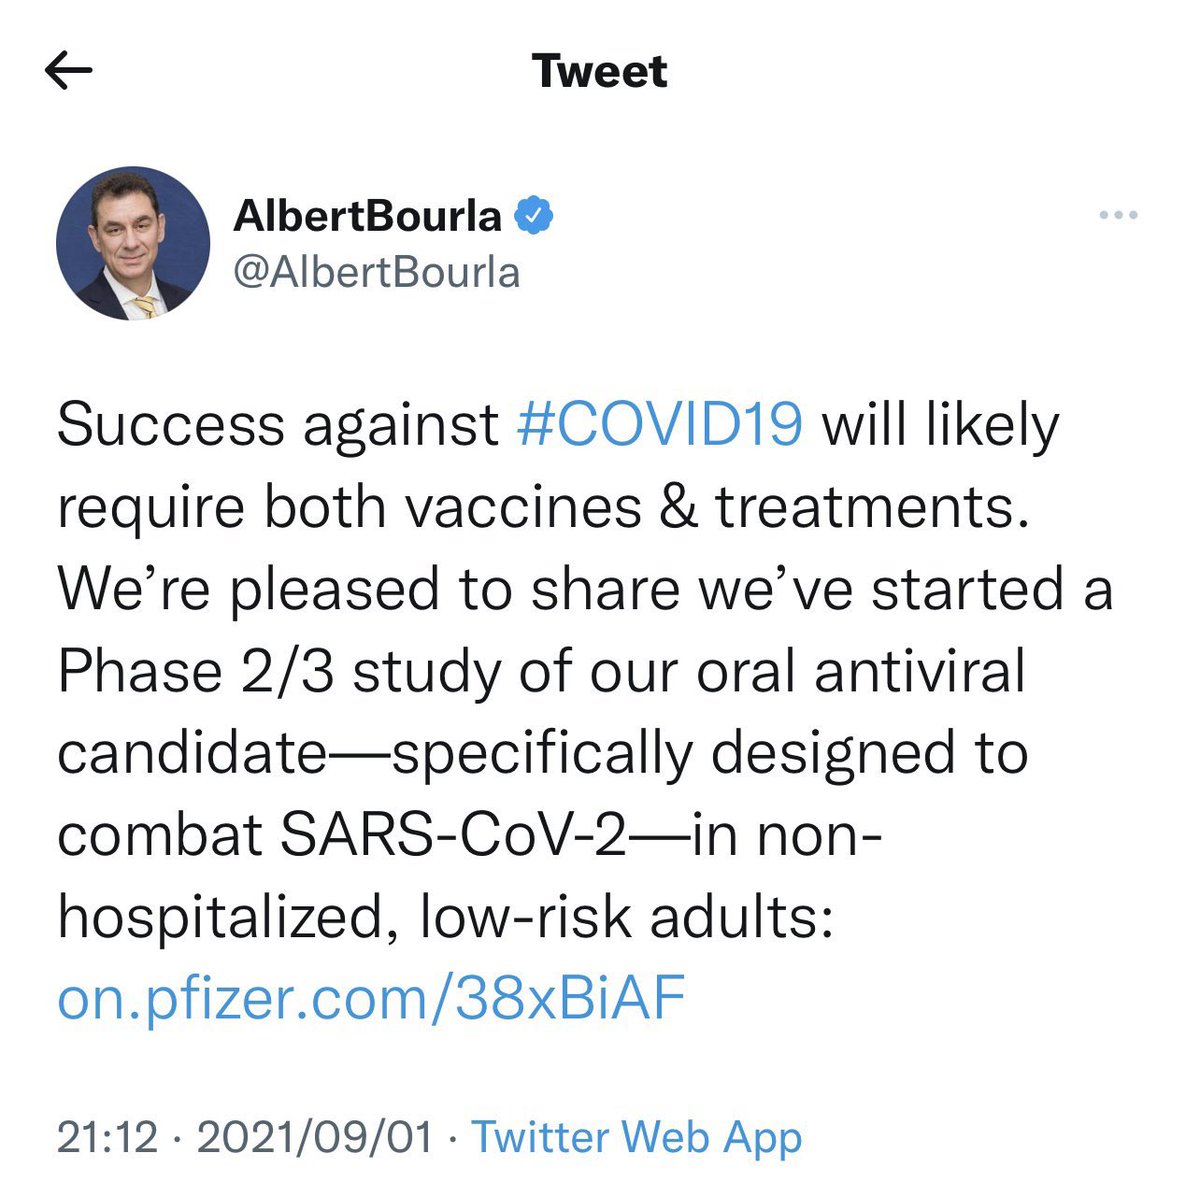 Tweet
AlbertBourla
@AlbertBourla
Success against #COVID19 will likely
require both vaccines & treatments.
We’re pleased to share we’ve started a
Phase 2/3 study of our oral antiviral
candidate—specifically designed to
combat SARS-CoV-2—in non-
hospitalized, low-risk adults:
on.pfizer.com/38xBiAF
21:12 · 2021/09/01 · Twitter Web App